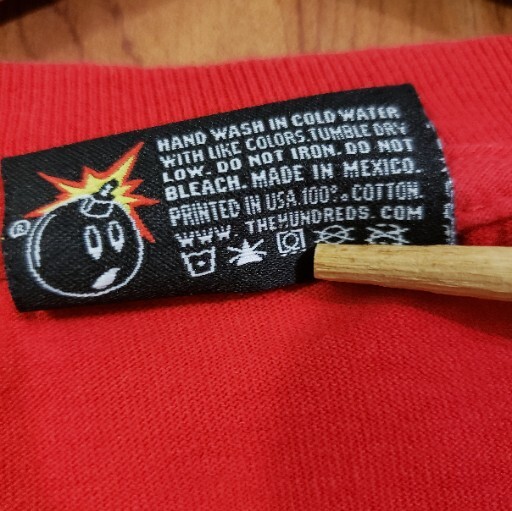 HAND WASH IN COLD WATER
WITH LIKE COLORS. TUMBLE DRY
LOW. DO NOT IRON. DO NOT
BLEACH. MADE IN MEXICO.
PRINTED IN USA. 100% COTTON.
WWW. THEHUNDREDS. COM
®